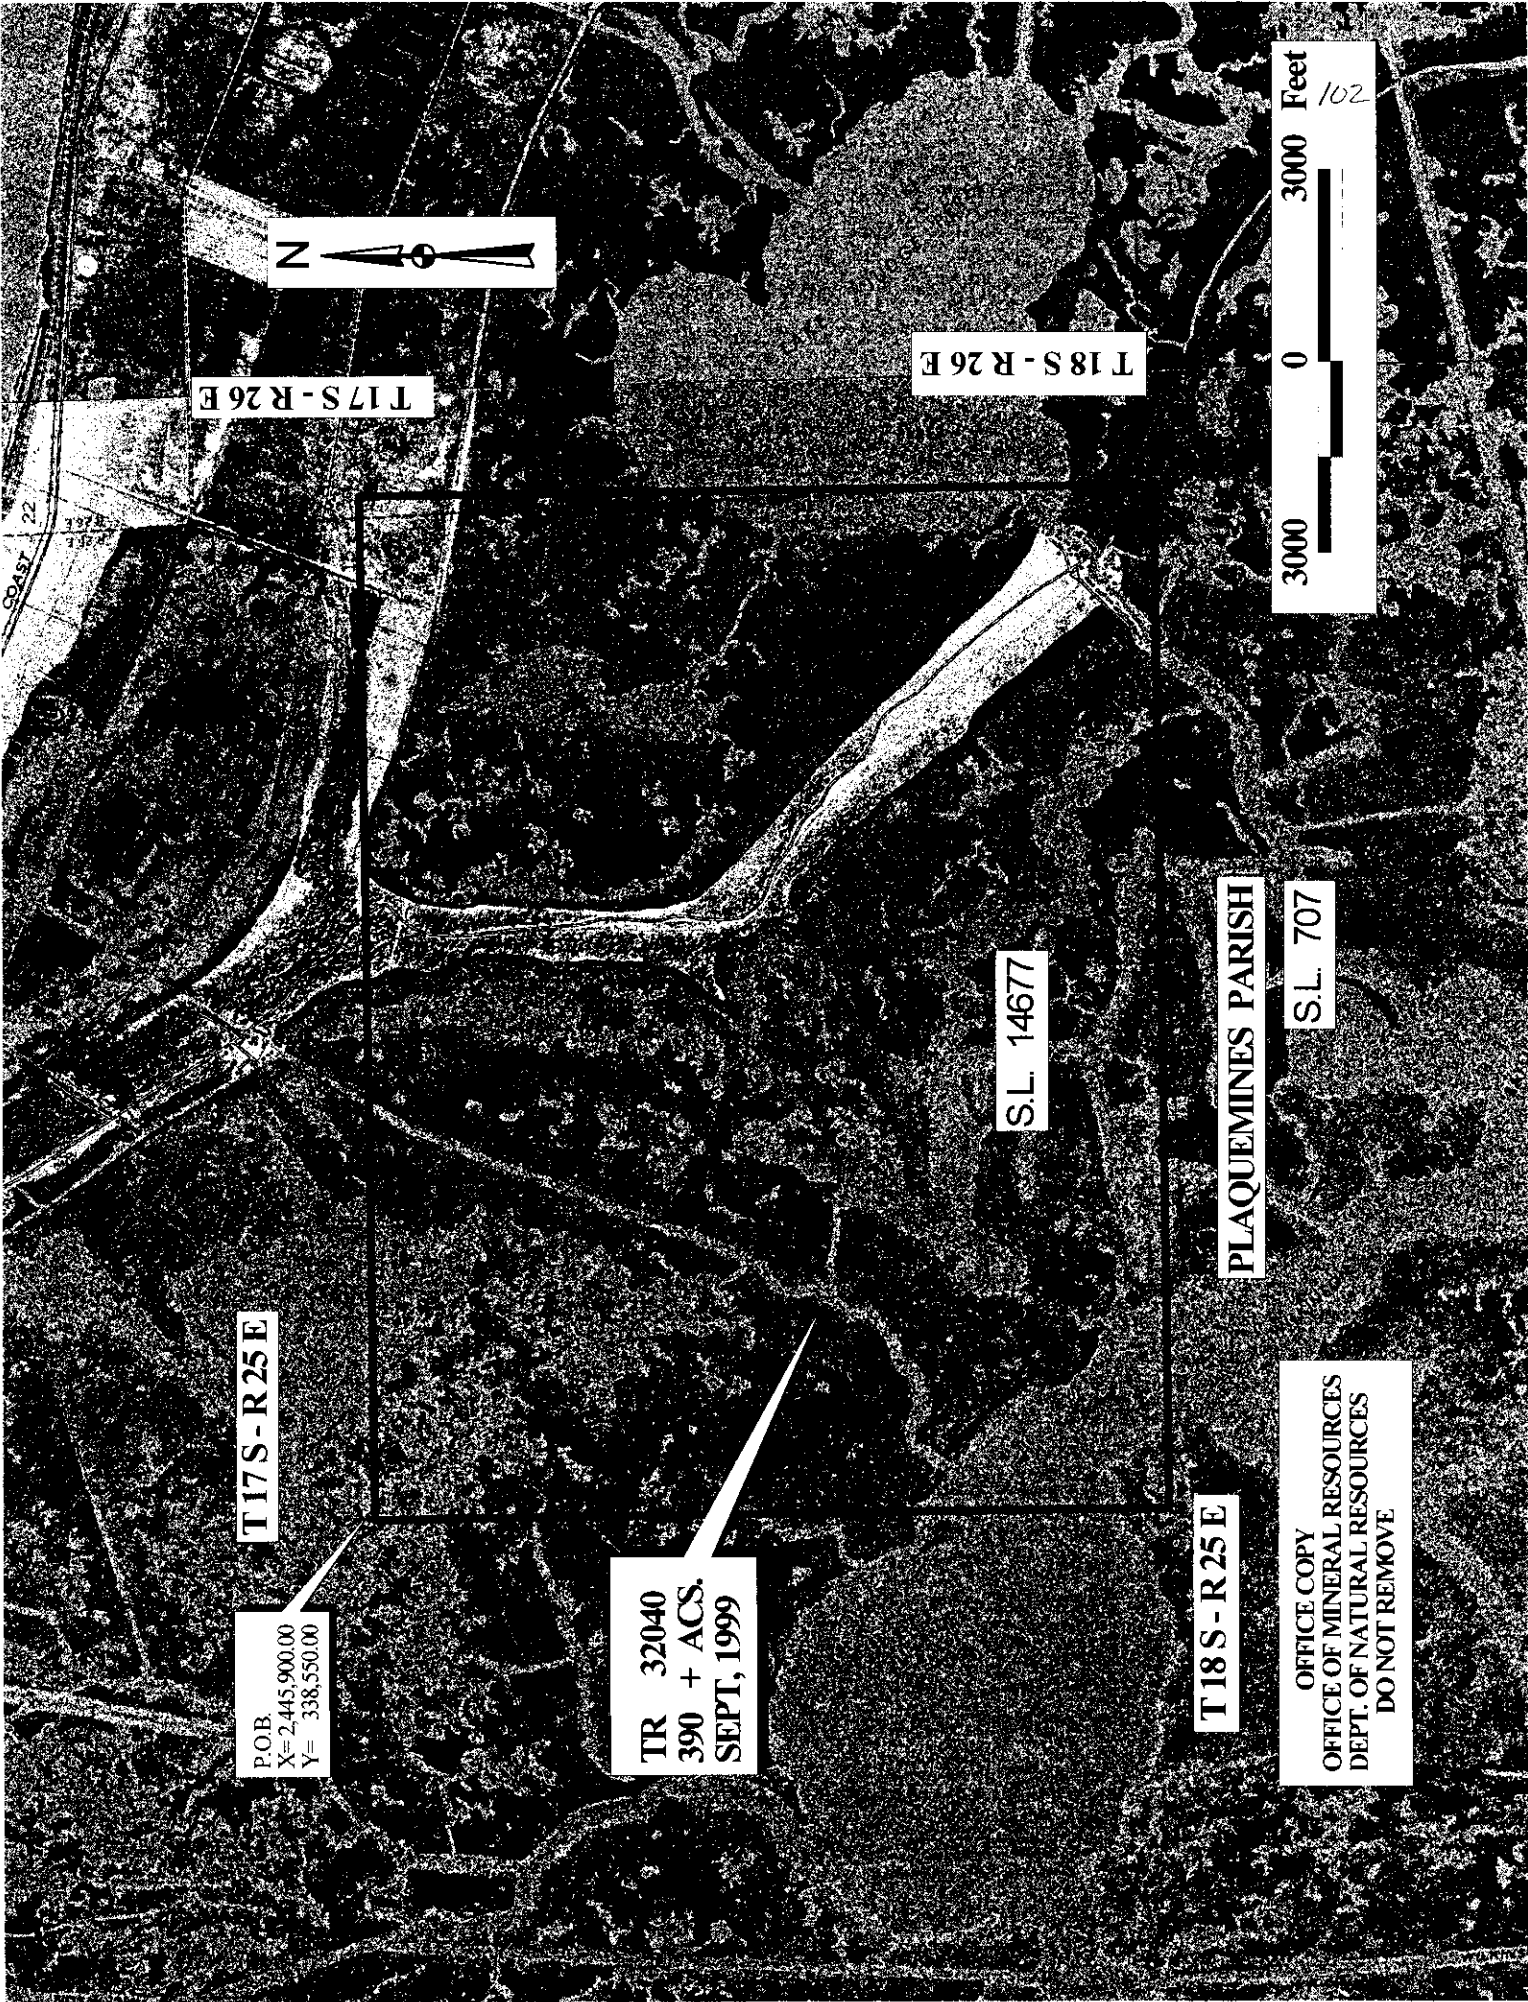 COAST 22
P.O.B.
X=2,445,900.00
Y= 338,550.00
T 17 S - R 25 E
T 17 S - R 26 E
N
TR 32040
390 + ACS.
SEPT, 1999
T 18 S - R 26 E
S.L. 14677
T 18 S - R 25 E
PLAQUEMINES PARISH
S.L. 707
OFFICE COPY
OFFICE OF MINERAL RESOURCES
DEPT. OF NATURAL RESOURCES
DO NOT REMOVE
3000 0 3000 Feet
102